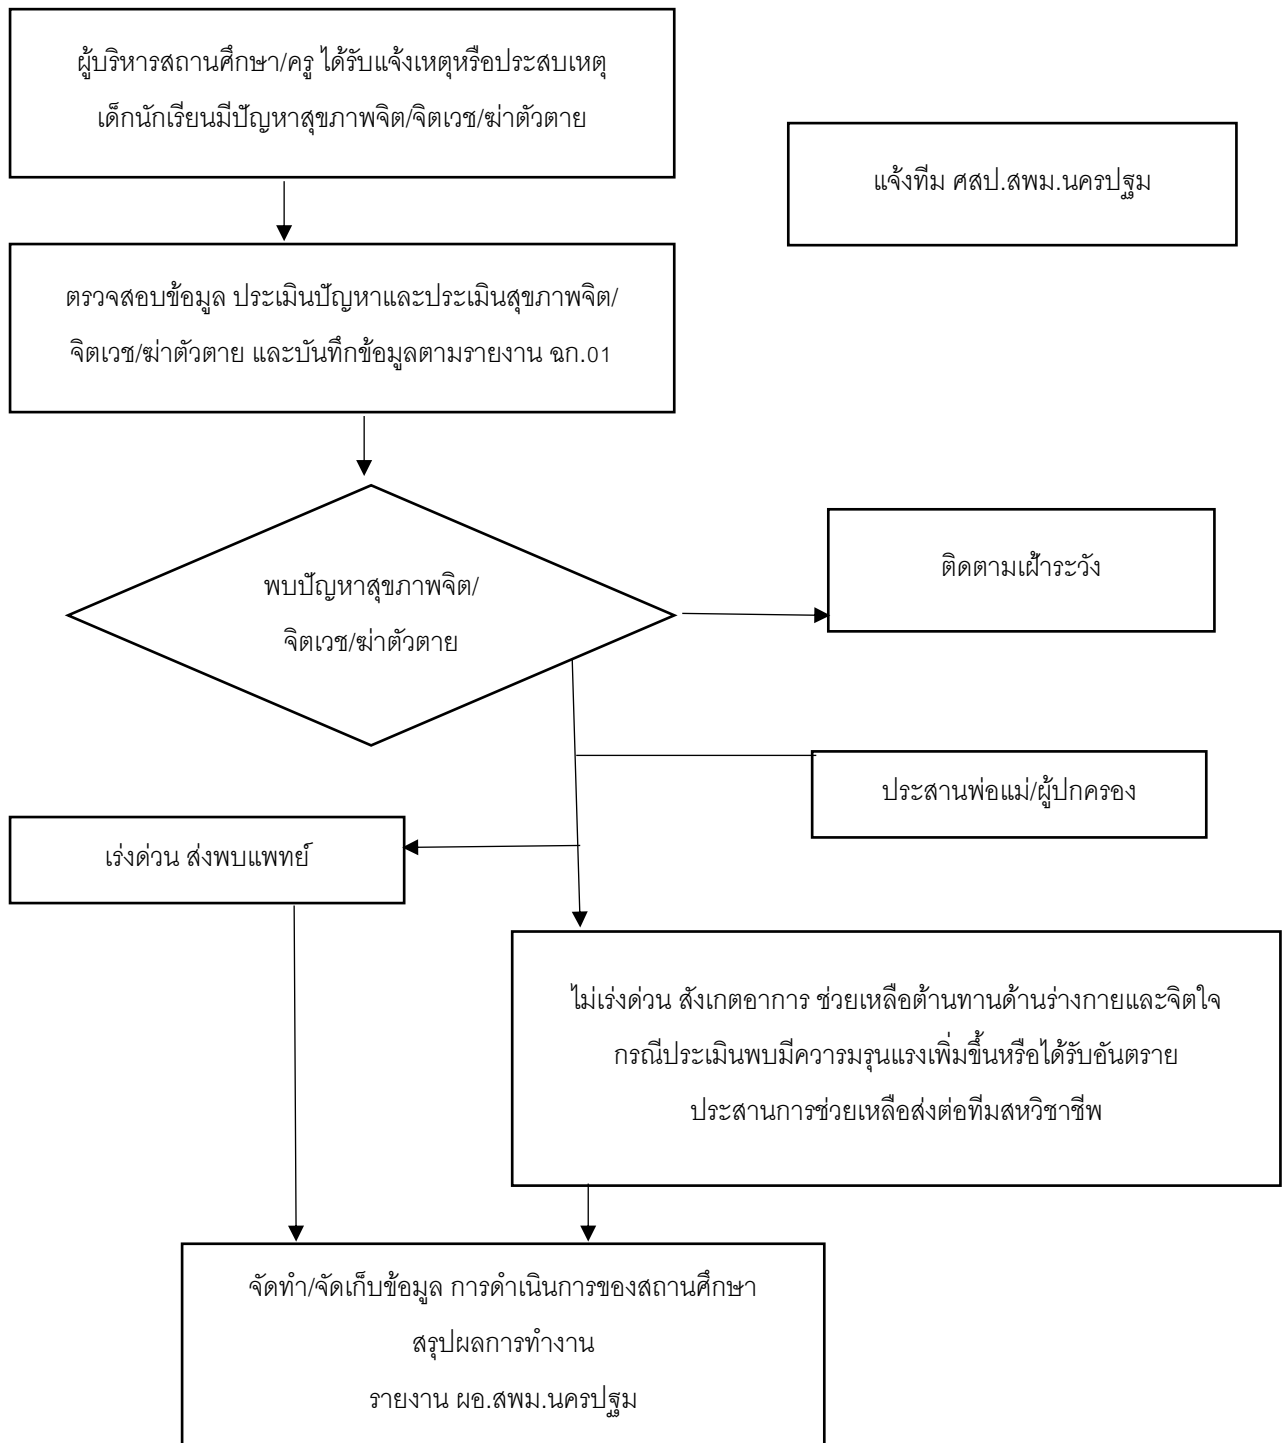 ผู้บริหารสถานศึกษา/ครู ได้รับแจ้งเหตุหรือประสบเหตุ
เด็กนักเรียนมีปัญหาสุขภาพจิต/จิตเวช/ฆ่าตัวตาย
แจ้งทีม ศสป.สพม.นครปฐม
ตรวจสอบข้อมูล ประเมินปัญหาและประเมินสุขภาพจิต/
จิตเวช/ฆ่าตัวตาย และบันทึกข้อมูลตามรายงาน ฉก.01
พบปัญหาสุขภาพจิต/
จิตเวช/ฆ่าตัวตาย
ติดตามเฝ้าระวัง
ประสานพ่อแม่/ผู้ปกครอง
เร่งด่วน ส่งพบแพทย์
ไม่เร่งด่วน สังเกตอาการ ช่วยเหลือต้านทานด้านร่างกายและจิตใจ
กรณีประเมินพบมีความรุนแรงเพิ่มขึ้นหรือได้รับอันตราย
ประสานการช่วยเหลือส่งต่อทีมสหวิชาชีพ
จัดทำ/จัดเก็บข้อมูล การดำเนินการของสถานศึกษา
สรุปผลการทำงาน
รายงาน ผอ.สพม.นครปฐม